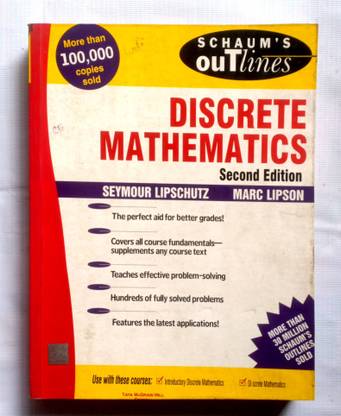 More than
100,000
copies
sold
SCHAUM'S
OUTlines
DISCRETE
MATHEMATICS
Second Edition
SEYMOUR LIPSCHUTZ MARC LIPSON
The perfect aid for better grades!
Covers all course fundamentals—
supplements any course text
Teaches effective problem-solving
Hundreds of fully solved problems
Features the latest applications!
MORE THAN
30 MILLION
SCHAUM'S
OUTLINES
SOLD
Use with these courses: ☑ Introductory Discrete Mathematics ☑ Discrete Mathematics
TATA MCGRAW-HILL